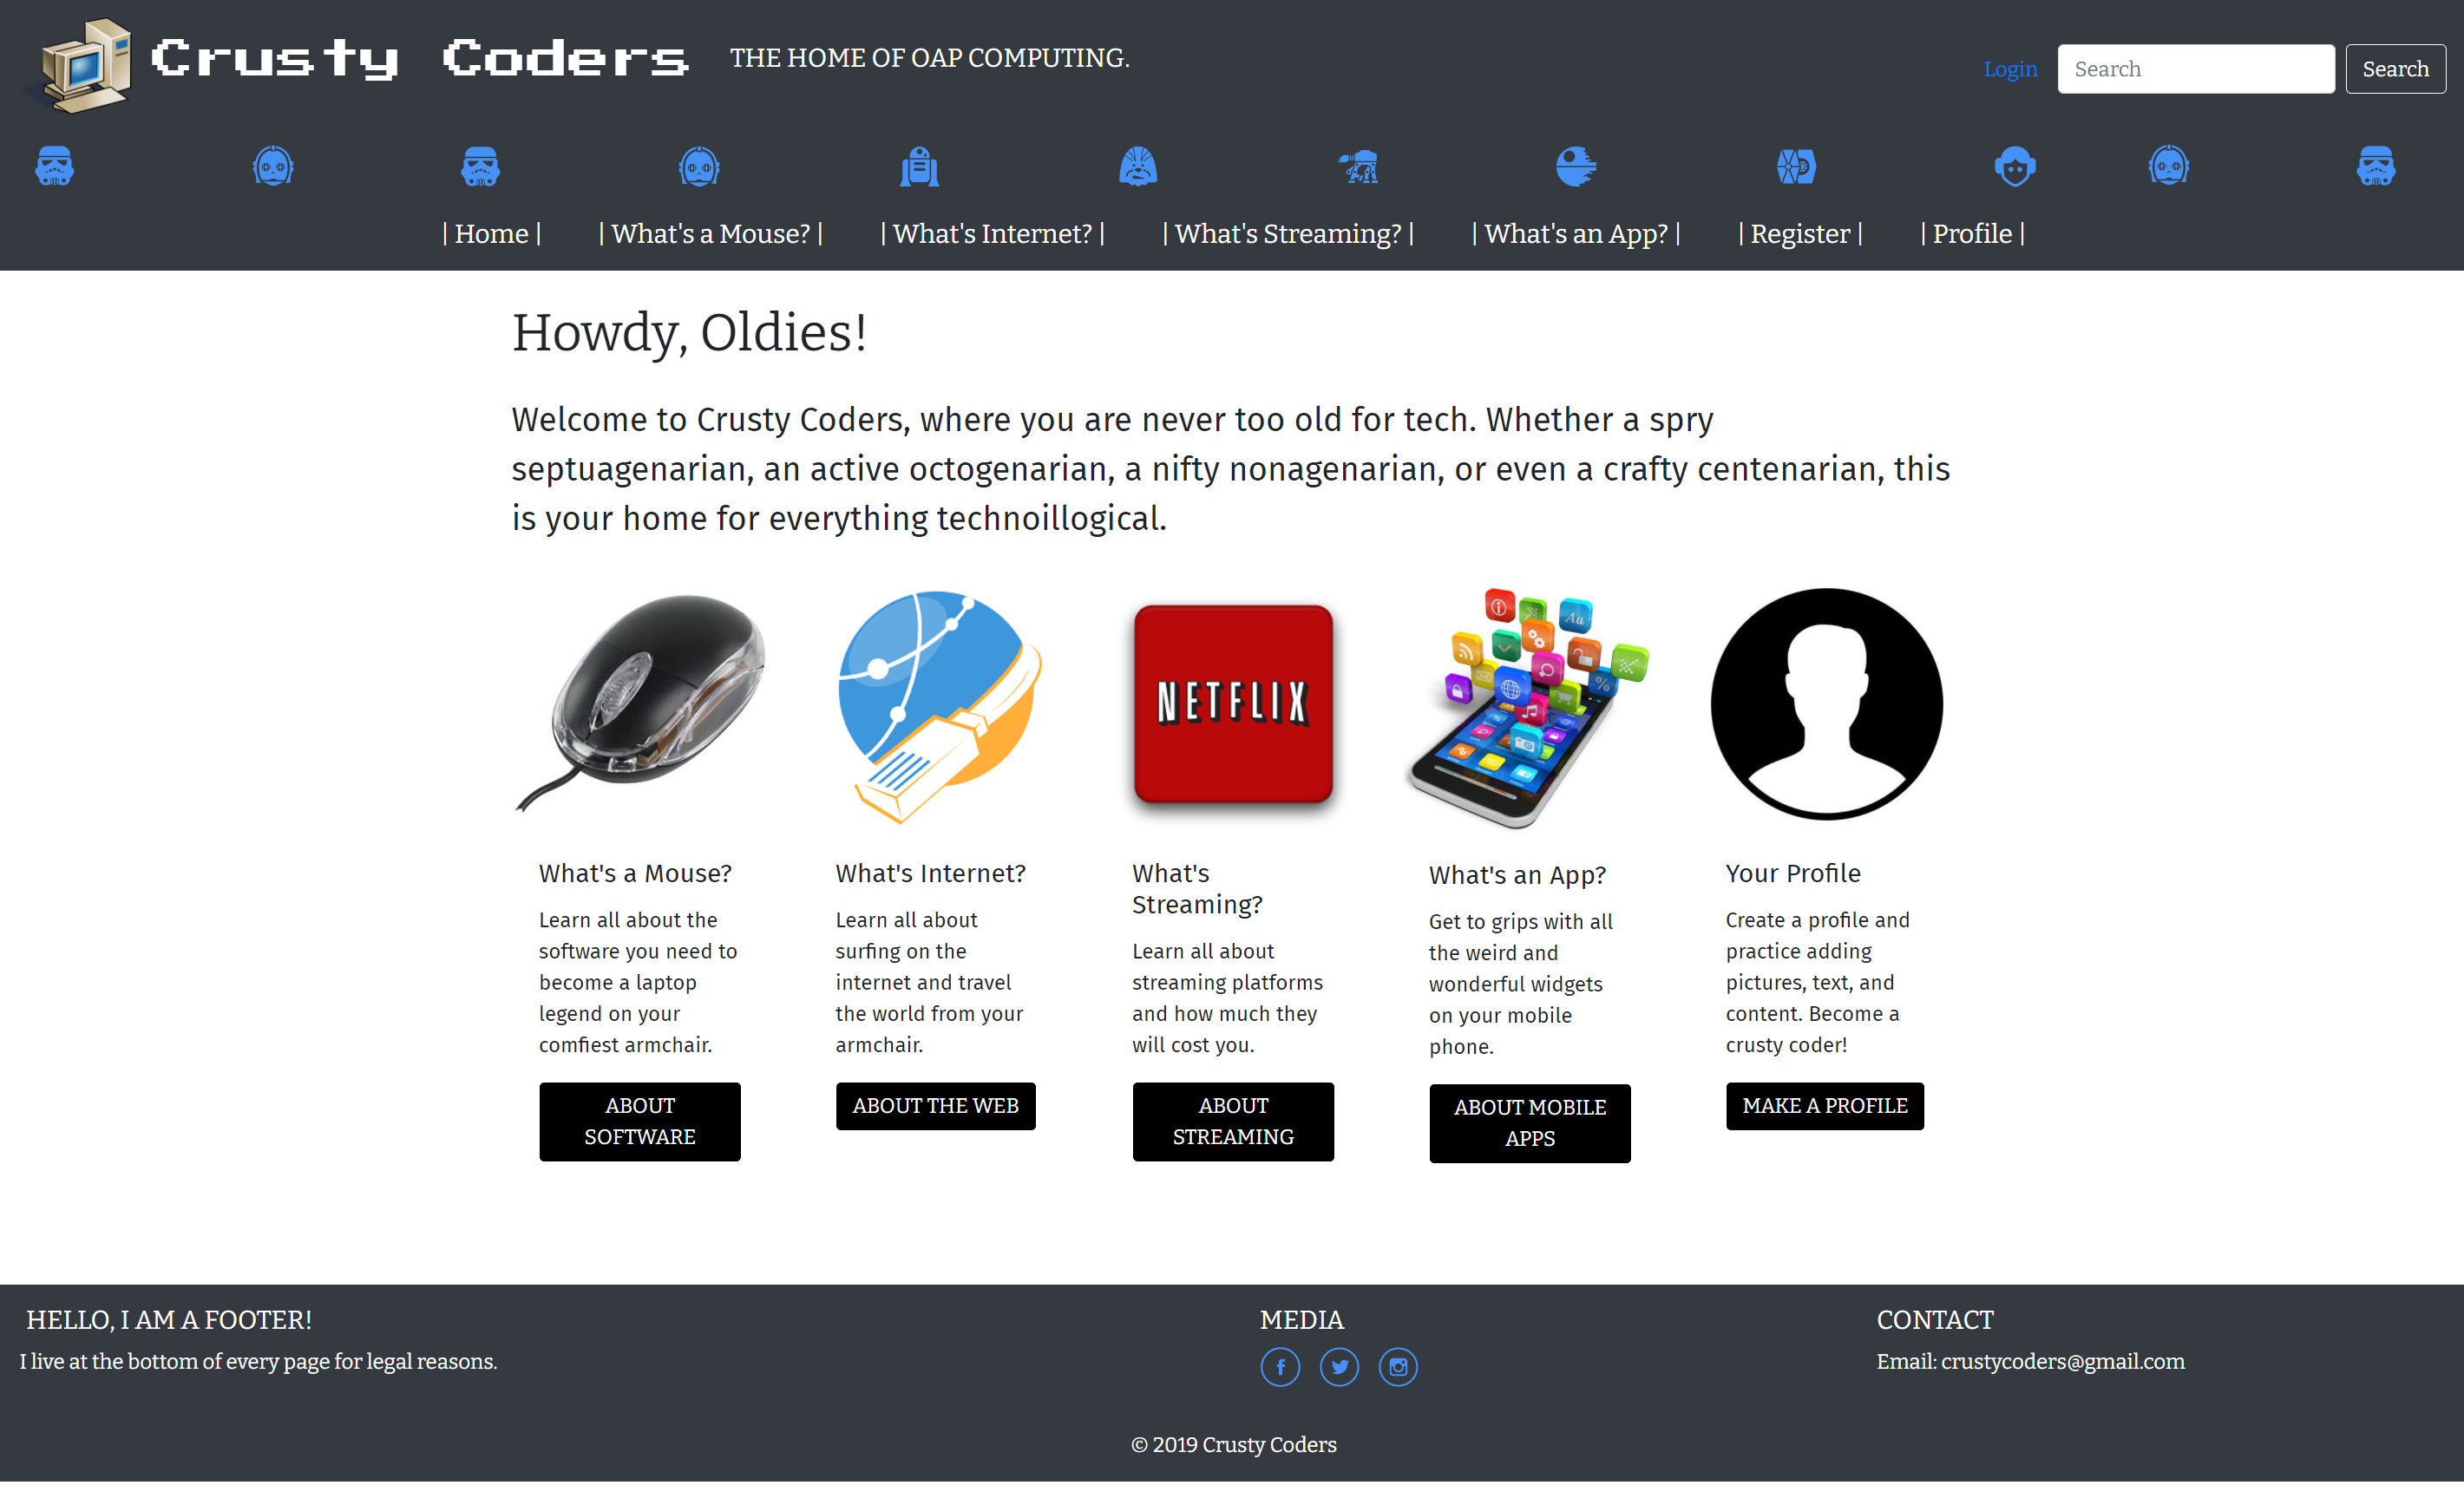 Crusty Coders
THE HOME OF OAP COMPUTING.
Login
Search
Search
| Home |
| What's a Mouse? |
| What's Internet? |
| What's Streaming? |
| What's an App? |
| Register |
| Profile |
Howdy, Oldies!
Welcome to Crusty Coders, where you are never too old for tech. Whether a spry
septuagenarian, an active octogenarian, a nifty nonagenarian, or even a crafty centenarian, this
is your home for everything technoillogical.
NETFLIX
Aa
%
What's a Mouse?
Learn all about the
software you need to
become a laptop
legend on your
comfiest armchair.
ABOUT
SOFTWARE
What's Internet?
Learn all about
surfing on the
internet and travel
the world from your
armchair.
ABOUT THE WEB
What's
Streaming?
Learn all about
streaming platforms
and how much they
will cost you.
ABOUT
STREAMING
What's an App?
Get to grips with all
the weird and
wonderful widgets
on your mobile
phone.
ABOUT MOBILE
APPS
Your Profile
Create a profile and
practice adding
pictures, text, and
content. Become a
crusty coder!
MAKE A PROFILE
HELLO, I AM A FOOTER!
I live at the bottom of every page for legal reasons.
MEDIA
CONTACT
Email: crustycoders@gmail.com
© 2019 Crusty Coders